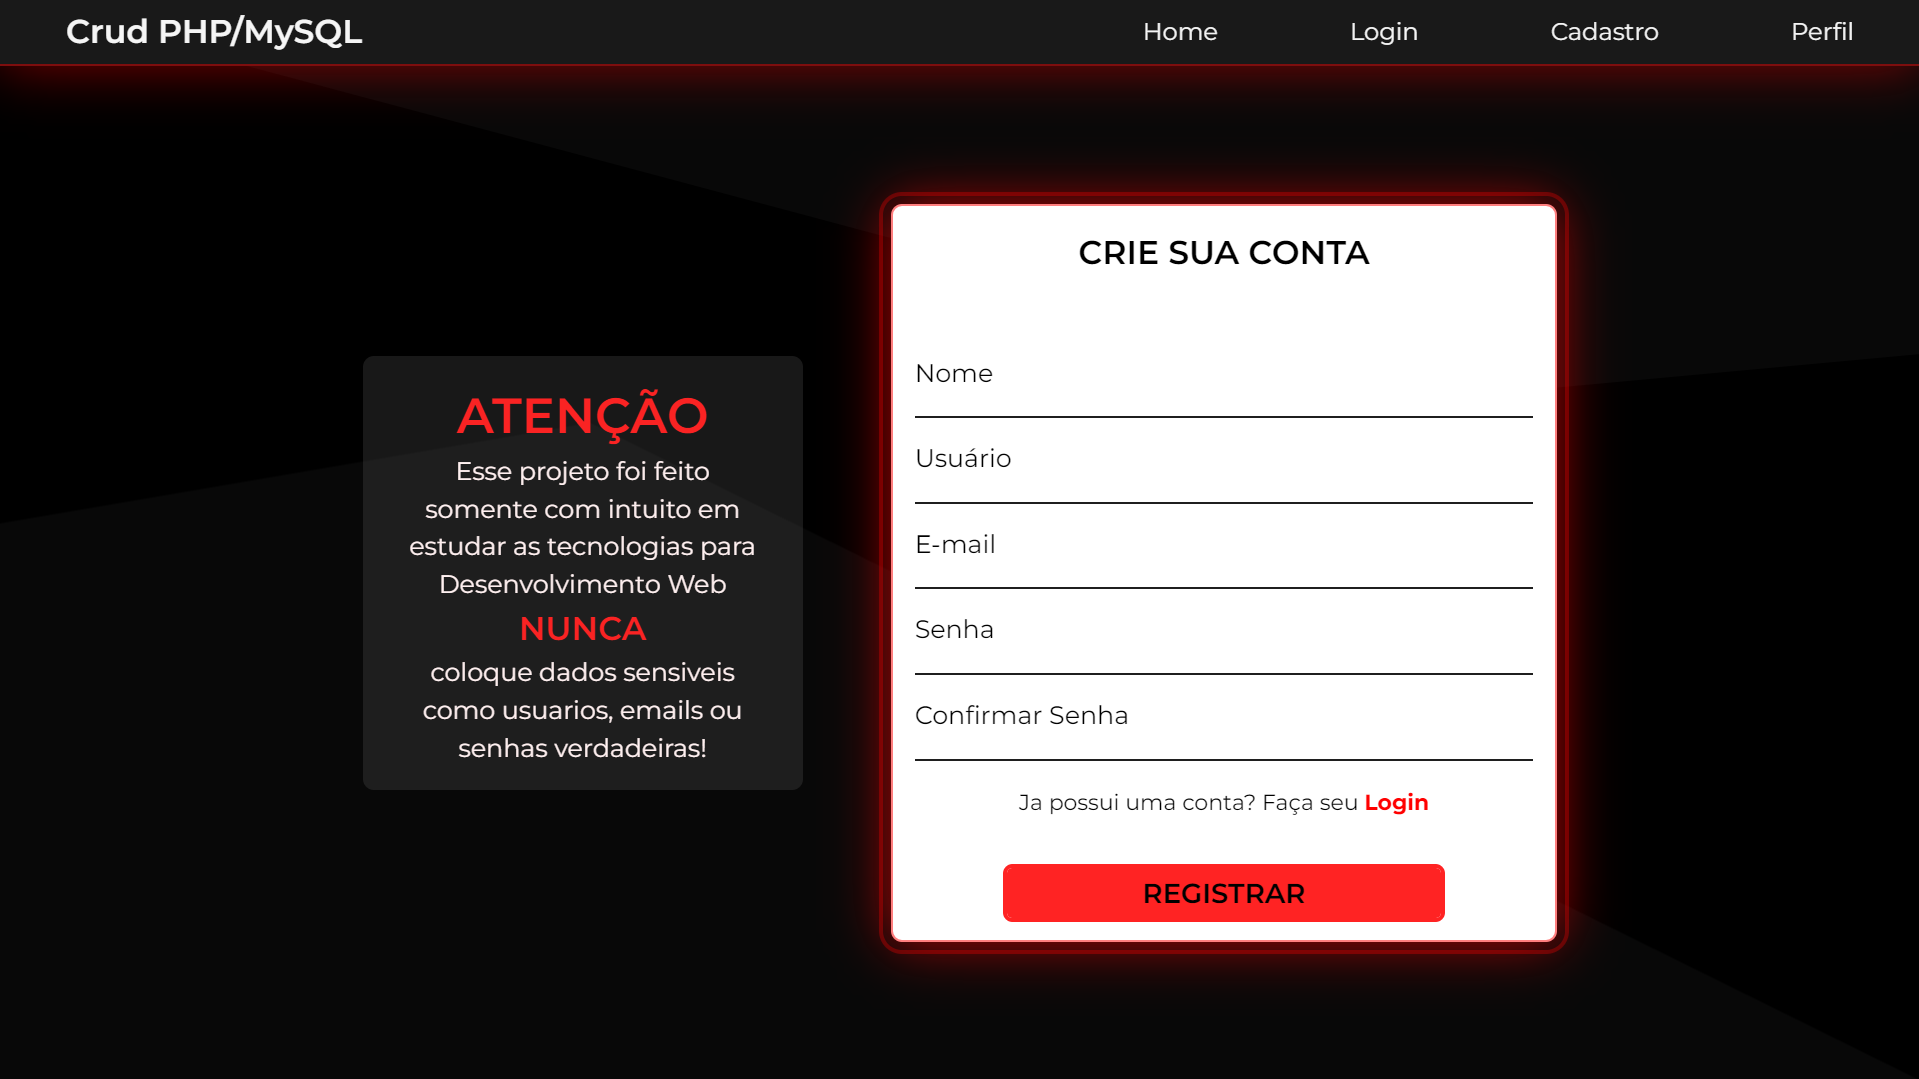 Crud PHP/MySQL
Home
Login
Cadastro
Perfil
ATENÇÃO
Esse projeto foi feito
somente com intuito em
estudar as tecnologias para
Desenvolvimento Web
NUNCA
coloque dados sensiveis
como usuarios, emails ou
senhas verdadeiras!
CRIE SUA CONTA
Nome
Usuário
E-mail
Senha
Confirmar Senha
Ja possui uma conta? Faça seu Login
REGISTRAR